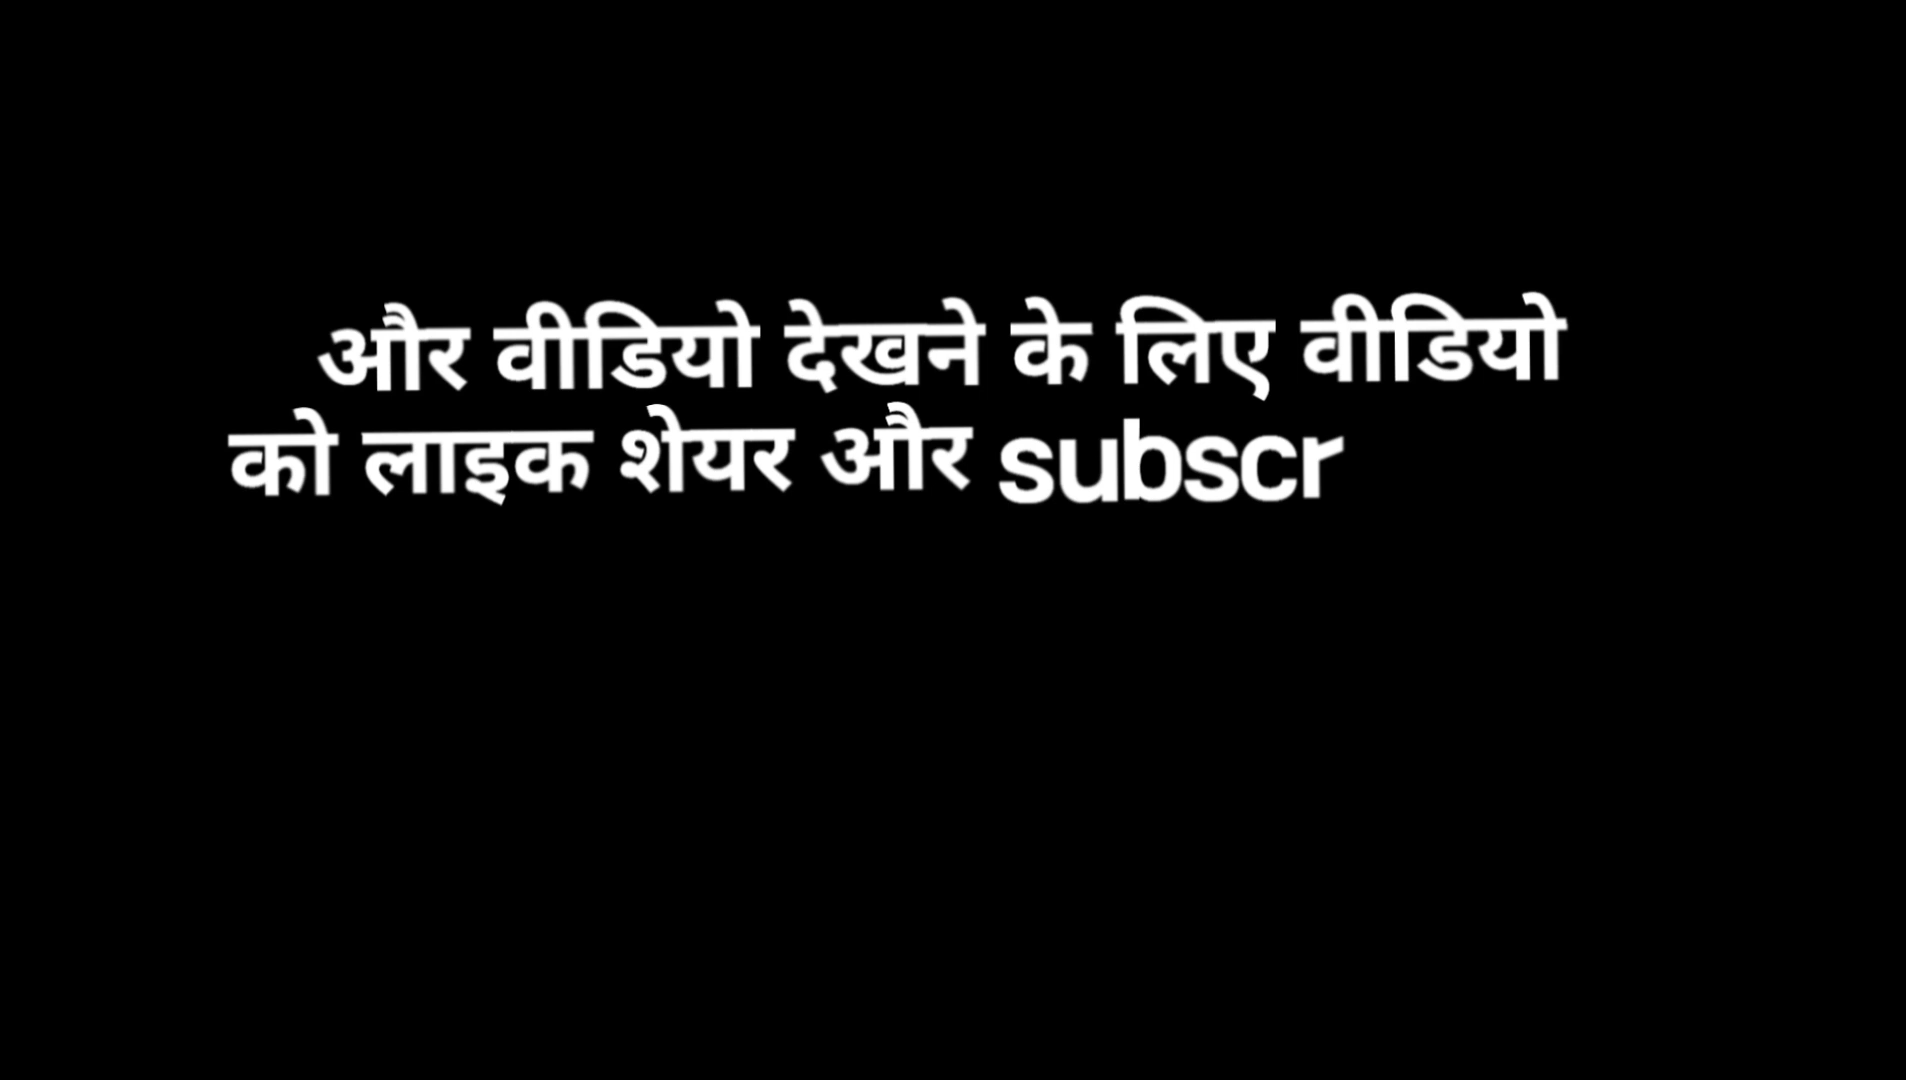 और वीडियो देखने के लिए वीडियो
को लाइक शेयर और subscr